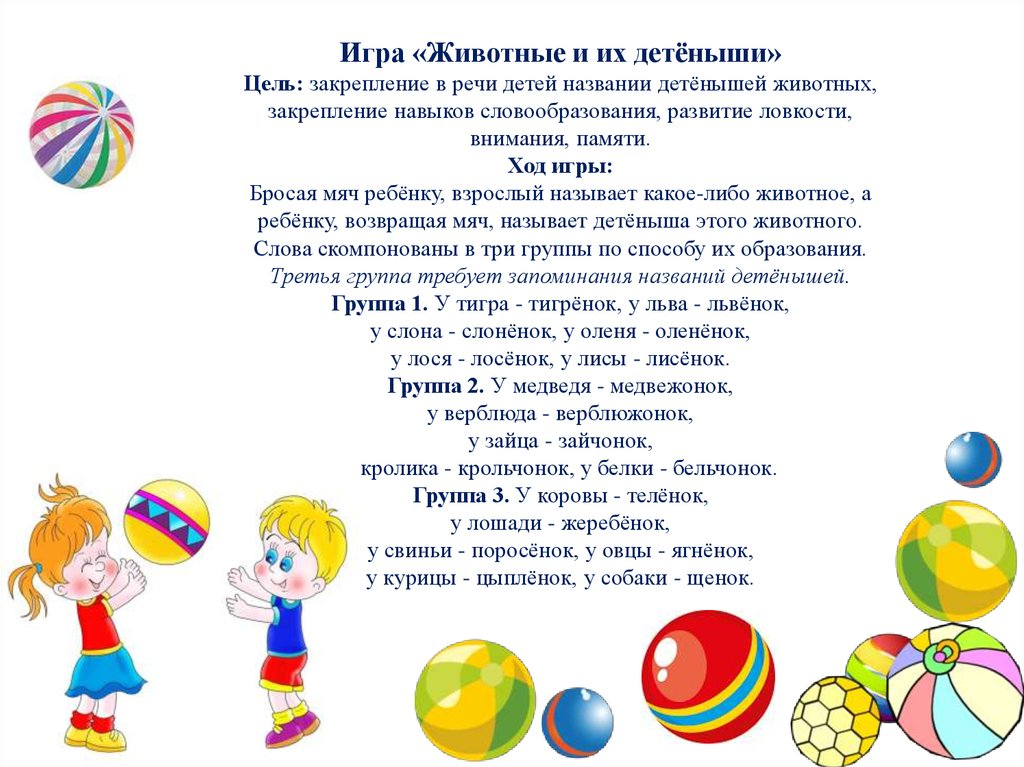 Игра «Животные и их детёныши»
Цель: закрепление в речи детей названии детёнышей животных,
закрепление навыков словообразования, развитие ловкости,
внимания, памяти.
Ход игры:
Бросая мяч ребёнку, взрослый называет какое-либо животное, а
ребёнку, возвращая мяч, называет детёныша этого животного.
Слова скомпонованы в три группы по способу их образования.
Третья группа требует запоминания названий детёнышей.
Группа 1. У тигра - тигрёнок, у льва - львёнок,
у слона - слонёнок, у оленя - оленёнок,
у лося - лосёнок, у лисы - лисёнок.
Группа 2. У медведя - медвежонок,
у верблюда - верблюжонок,
у зайца - зайчонок,
кролика - крольчонок, у белки - бельчонок.
Группа 3. У коровы - телёнок,
у лошади - жеребёнок,
у свиньи - поросёнок, у овцы - ягнёнок,
у курицы - цыплёнок, у собаки - щенок.